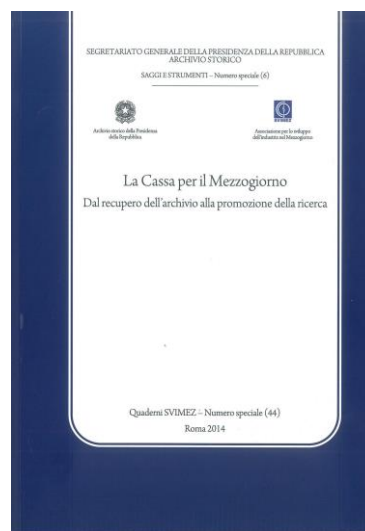 SEGRETARIATO GENERALE DELLA PRESIDENZA DELLA REPUBBLICA
ARCHIVIO STORICO
SAGGI E STRUMENTI – Numero speciale (6)
Archivio storico della Presidenza
della Repubblica
SVIMEZ
Associazione per lo sviluppo
dell'industria nel Mezzogiorno
La Cassa per il Mezzogiorno
Dal recupero dell'archivio alla promozione della ricerca
Quaderni SVIMEZ – Numero speciale (44)
Roma 2014